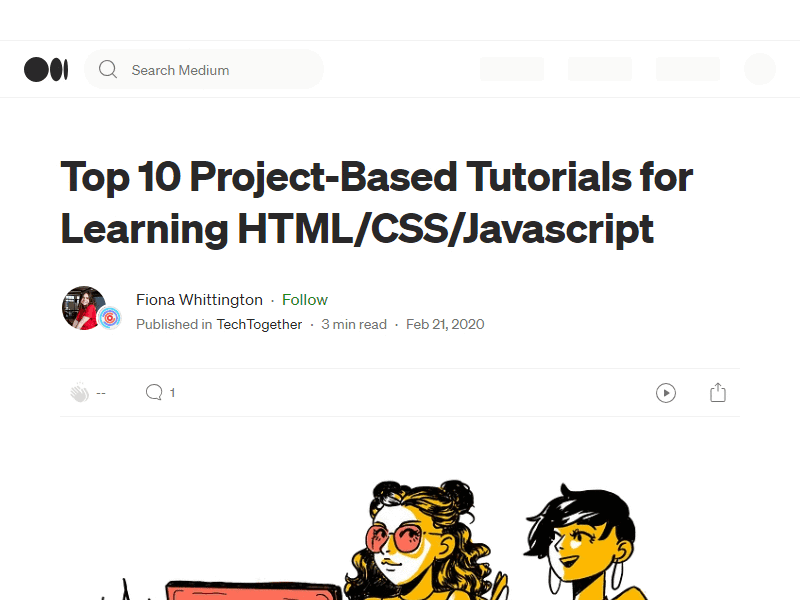 Search Medium
Top 10 Project-Based Tutorials for
Learning HTML/CSS/Javascript
Fiona Whittington · Follow
Published in TechTogether · 3 min read · Feb 21, 2020
-- 1